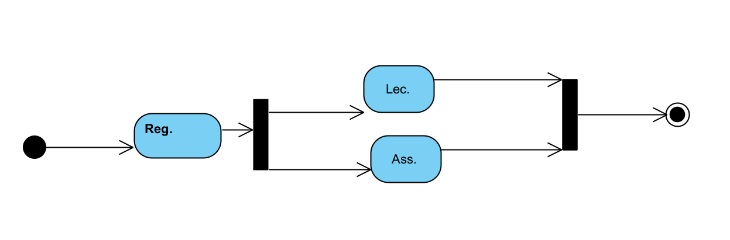 Reg.
Lec.
Ass.